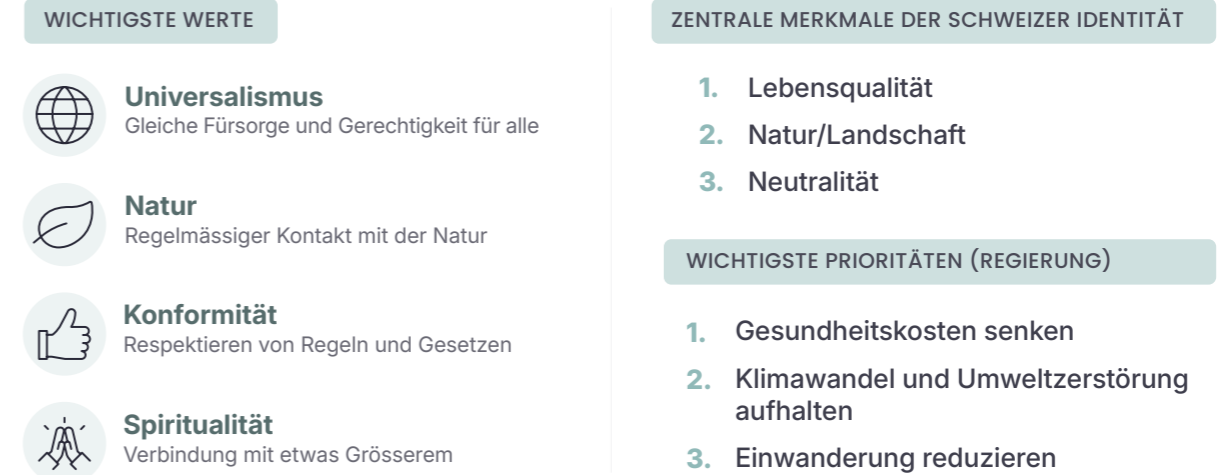 WICHTIGSTE WERTE
Universalismus
Gleiche Fürsorge und Gerechtigkeit für alle
Natur
Regelmässiger Kontakt mit der Natur
Konformität
Respektieren von Regeln und Gesetzen
Spiritualität
Verbindung mit etwas Grösserem
ZENTRALE MERKMALE DER SCHWEIZER IDENTITÄT
1. Lebensqualität
2. Natur/Landschaft
3. Neutralität
WICHTIGSTE PRIORITÄTEN (REGIERUNG)
1. Gesundheitskosten senken
2. Klimawandel und Umweltzerstörung
aufhalten
3. Einwanderung reduzieren